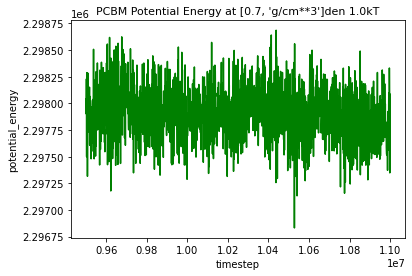 1e6
PCBM Potential Energy at [0.7, 'g/cm**3']den 1.0kT
2.29875
2.29850
2.29825
2.29800
2.29775
2.29750
2.29725
2.29700
2.29675
potential_energy
0.96 0.98 1.00 1.02 1.04 1.06 1.08 1.10
1e7
timestep